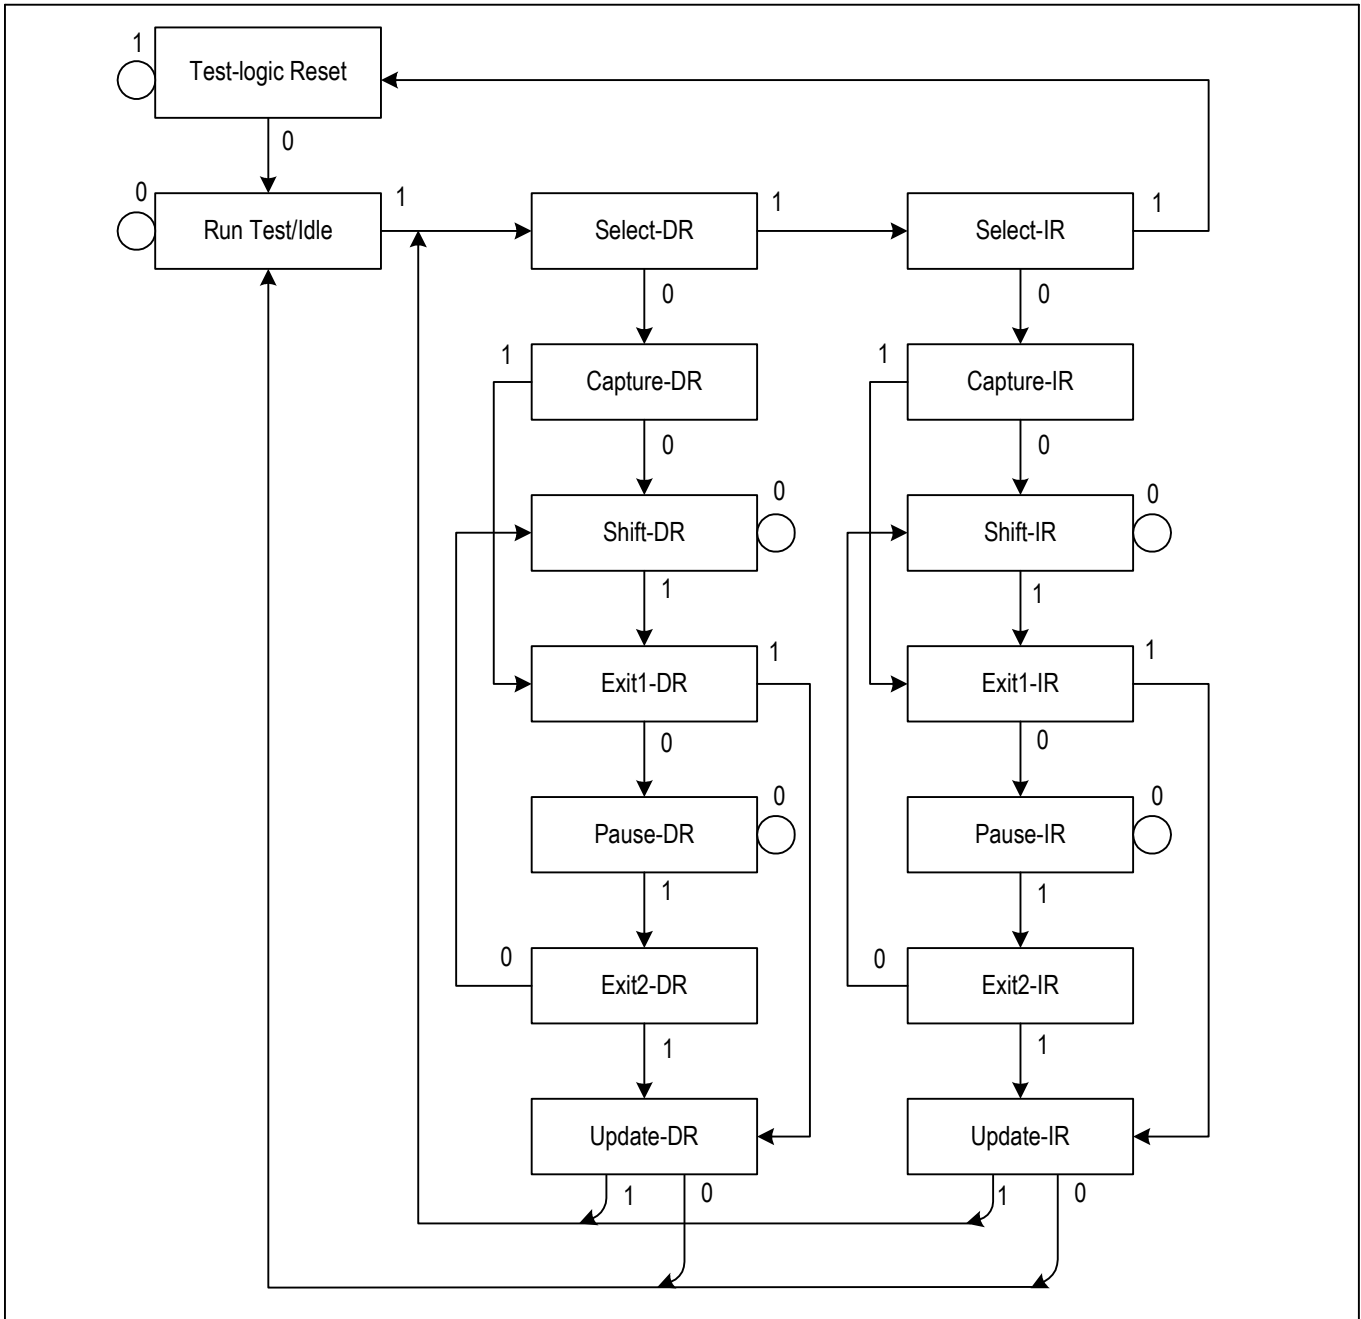 1
Test-logic Reset
0
0
Run Test/Idle
1
Select-DR
1
Select-IR
1
0
0
1
Capture-DR
1
Capture-IR
0
0
Shift-DR
0
Shift-IR
0
1
1
Exit1-DR
1
Exit1-IR
1
0
0
Pause-DR
0
Pause-IR
0
1
1
0
Exit2-DR
0
Exit2-IR
1
1
Update-DR
Update-IR
1
0
1
0